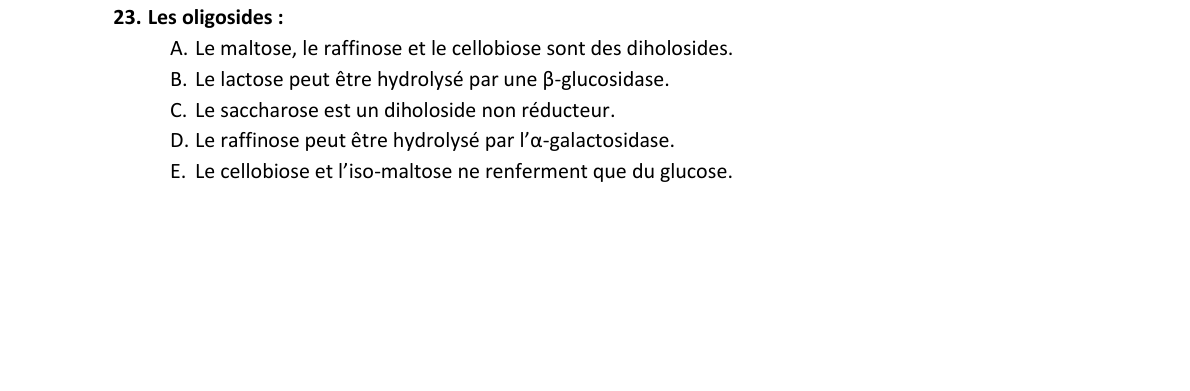 23. Les oligosides :
A. Le maltose, le raffinose et le cellobiose sont des diholosides.
B. Le lactose peut être hydrolysé par une β-glucosidase.
C. Le saccharose est un diholoside non réducteur.
D. Le raffinose peut être hydrolysé par l’α-galactosidase.
E. Le cellobiose et l’iso-maltose ne renferment que du glucose.